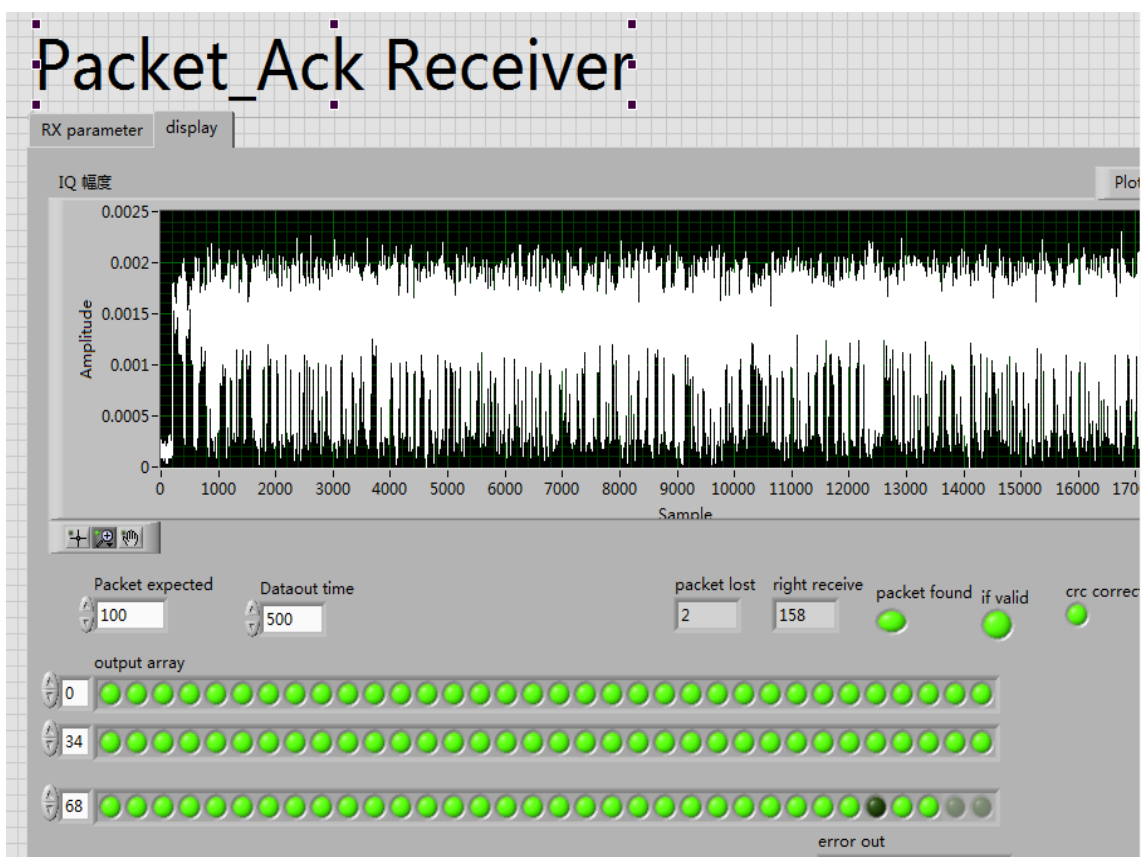 Packet_Ack Receiver
RX parameter display
IQ 幅度
Plot
0.0025
0.002
0.0015
0.001
0.0005
0
Amplitude
0 1000 2000 3000 4000 5000 6000 7000 8000 9000 10000 11000 12000 13000 14000 15000 16000 170
Sample
Packet expected Dataout time packet lost right receive packet found if valid crc correc
100 500 2 158
output array
0
34
68
error out